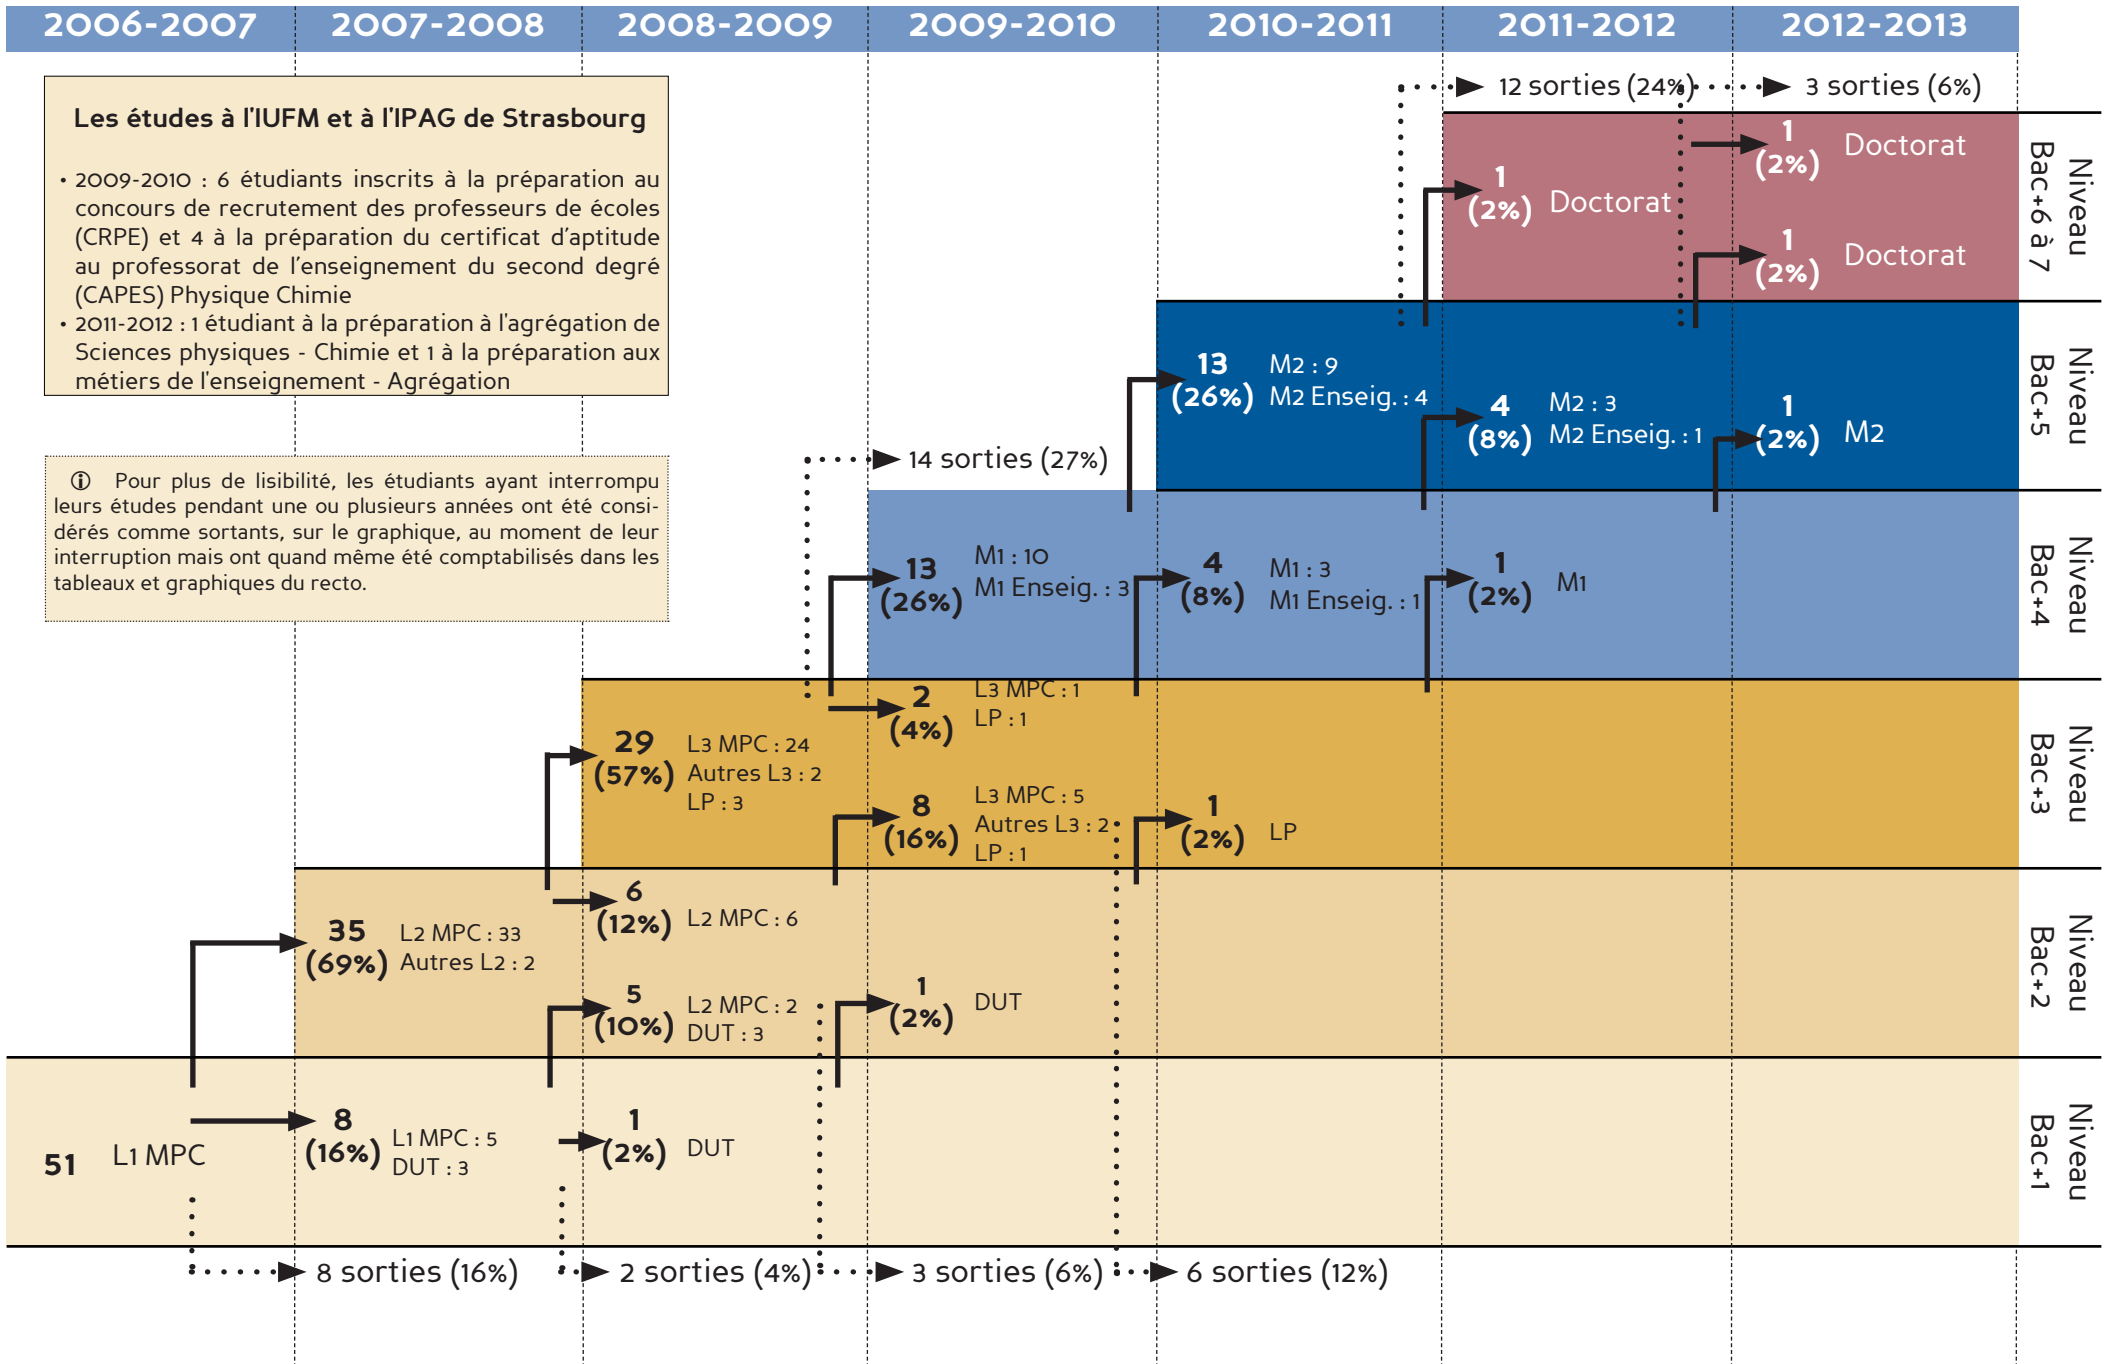 2006-2007 2007-2008 2008-2009 2009-2010 2010-2011 2011-2012 2012-2013
Les études à l'IUFM et à l'IPAG de Strasbourg
• 2009-2010 : 6 étudiants inscrits à la préparation au
concours de recrutement des professeurs de écoles
(CRPE) et 4 à la préparation du certificat d'aptitude
au professorat de l'enseignement du second degré
(CAPES) Physique Chimie
• 2011-2012 : 1 étudiant à la préparation à l'agrégation de
Sciences physiques - Chimie et 1 à la préparation aux
métiers de l'enseignement - Agrégation
ⓘ Pour plus de lisibilité, les étudiants ayant interrompu
leurs études pendant une ou plusieurs années ont été consi-
dérés comme sortants, sur le graphique, au moment de leur
interruption mais ont quand même été comptabilisés dans les
tableaux et graphiques du recto.
12 sorties (24%)
3 sorties (6%)
1
(2%)
Doctorat
1
(2%)
Doctorat
1
(2%)
Doctorat
Niveau
Bac+6 à 7
13
(26%)
M2 : 9
M2 Enseig. : 4
4
(8%)
M2 : 3
M2 Enseig. : 1
1
(2%)
M2
Niveau
Bac+5
14 sorties (27%)
13
(26%)
M1 : 10
M1 Enseig. : 3
4
(8%)
M1 : 3
M1 Enseig. : 1
1
(2%)
M1
Niveau
Bac+4
29
(57%)
L3 MPC : 24
Autres L3 : 2
LP : 3
2
(4%)
L3 MPC : 1
LP : 1
8
(16%)
L3 MPC : 5
Autres L3 : 2
LP : 1
1
(2%)
LP
Niveau
Bac+3
35
(69%)
L2 MPC : 33
Autres L2 : 2
6
(12%)
L2 MPC : 6
5
(10%)
L2 MPC : 2
DUT : 3
1
(2%)
DUT
Niveau
Bac+2
51
L1 MPC
8
(16%)
L1 MPC : 5
DUT : 3
1
(2%)
DUT
Niveau
Bac+1
8 sorties (16%)
2 sorties (4%)
3 sorties (6%)
6 sorties (12%)